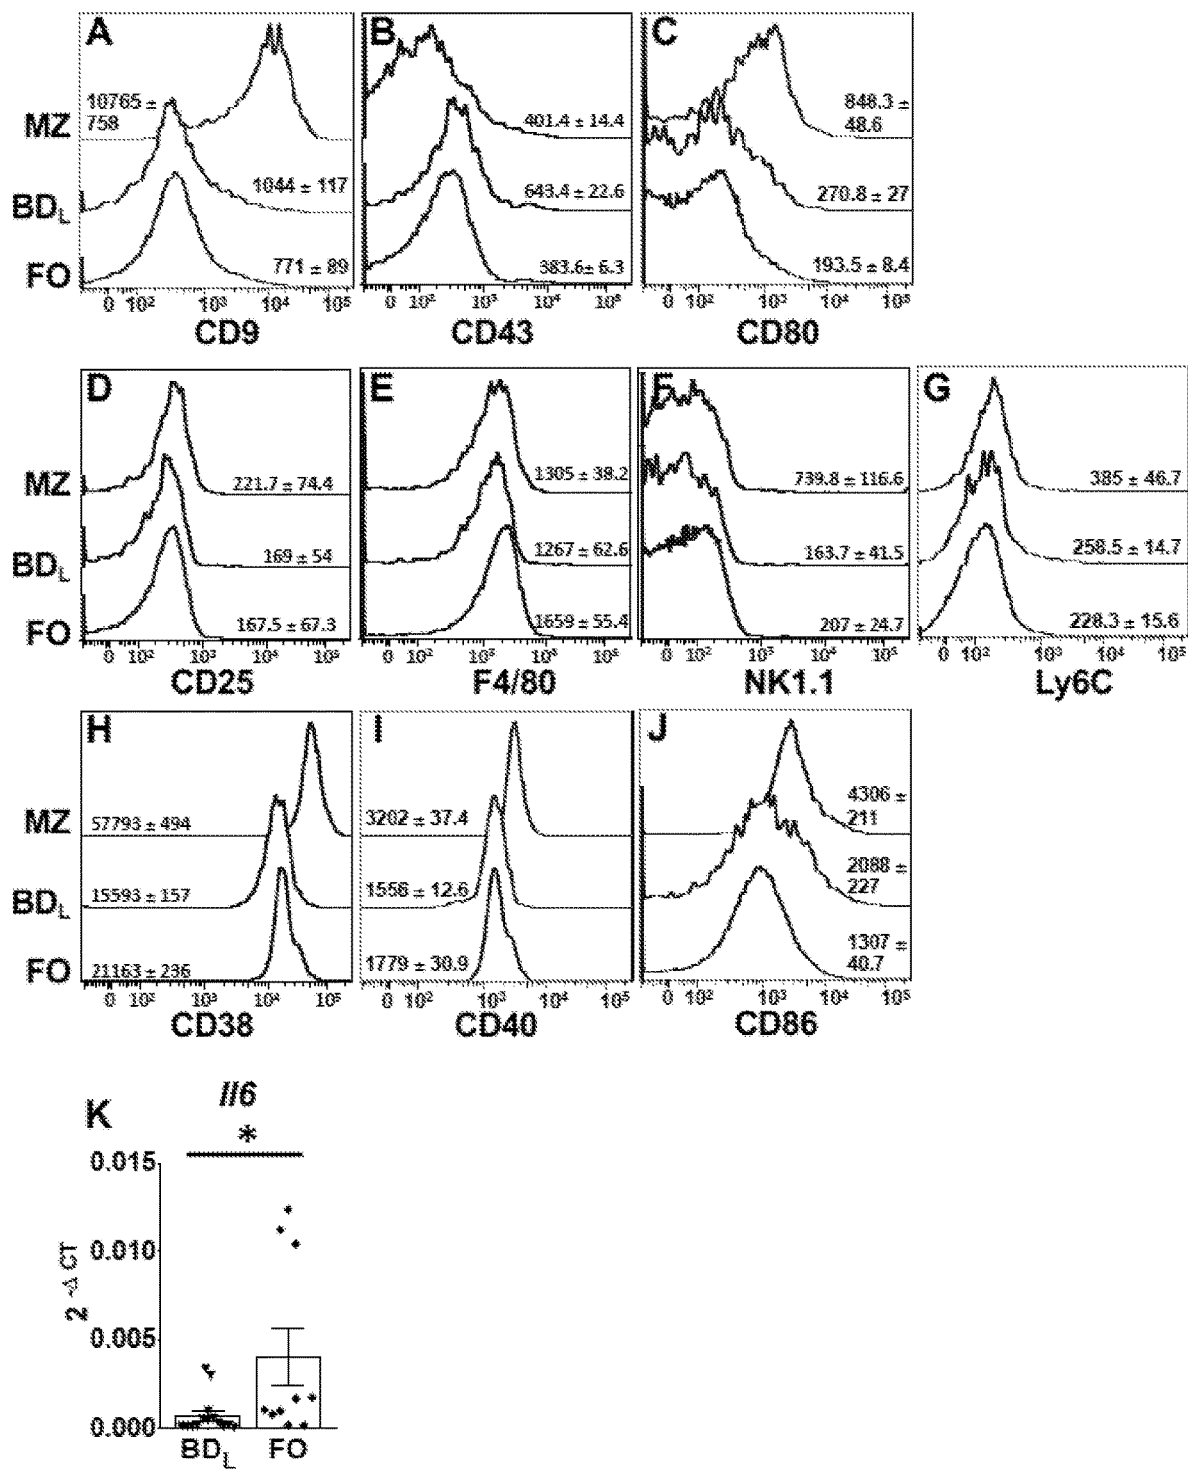 A
10765 ±
758
MZ
1044 ± 117
BDL
771 ± 89
FO
0 10² 10³ 10⁴ 10⁵
CD9
B
401.4 ± 14.4
643.4 ± 22.6
383.6± 6.3
0 10² 10³ 10⁴ 10⁵
CD43
C
848.3 ±
48.6
270.8 ± 27
193.5 ± 8.4
0 10² 10³ 10⁴ 10⁵
CD80
D
MZ
221.7 ± 74.4
BDL
169 ± 54
FO
167.5 ± 67.3
0 10² 10³ 10⁴ 10⁵
CD25
E
1305 ± 38.2
1267 ± 62.6
1659 ± 55.4
0 10² 10³ 10⁴ 10⁵
F4/80
F
739.8 ± 116.6
163.7 ± 41.5
207 ± 24.7
0 10² 10³ 10⁴ 10⁵
NK1.1
G
385 ± 46.7
258.5 ± 14.7
228.3 ± 15.6
0 10² 10³ 10⁴ 10⁵
Ly6C
H
MZ
57793 ± 494
BDL
15593 ± 157
FO
21163 ± 236
0 10² 10³ 10⁴ 10⁵
CD38
I
3202 ± 37.4
1558 ± 12.6
1779 ± 30.9
0 10² 10³ 10⁴ 10⁵
CD40
J
4306 ±
211
2088 ±
227
1307 ±
40.7
0 10² 10³ 10⁴ 10⁵
CD86
K
Il6
*
0.015
0.010
0.005
0.000
2 -Δ CT
BDL
FO